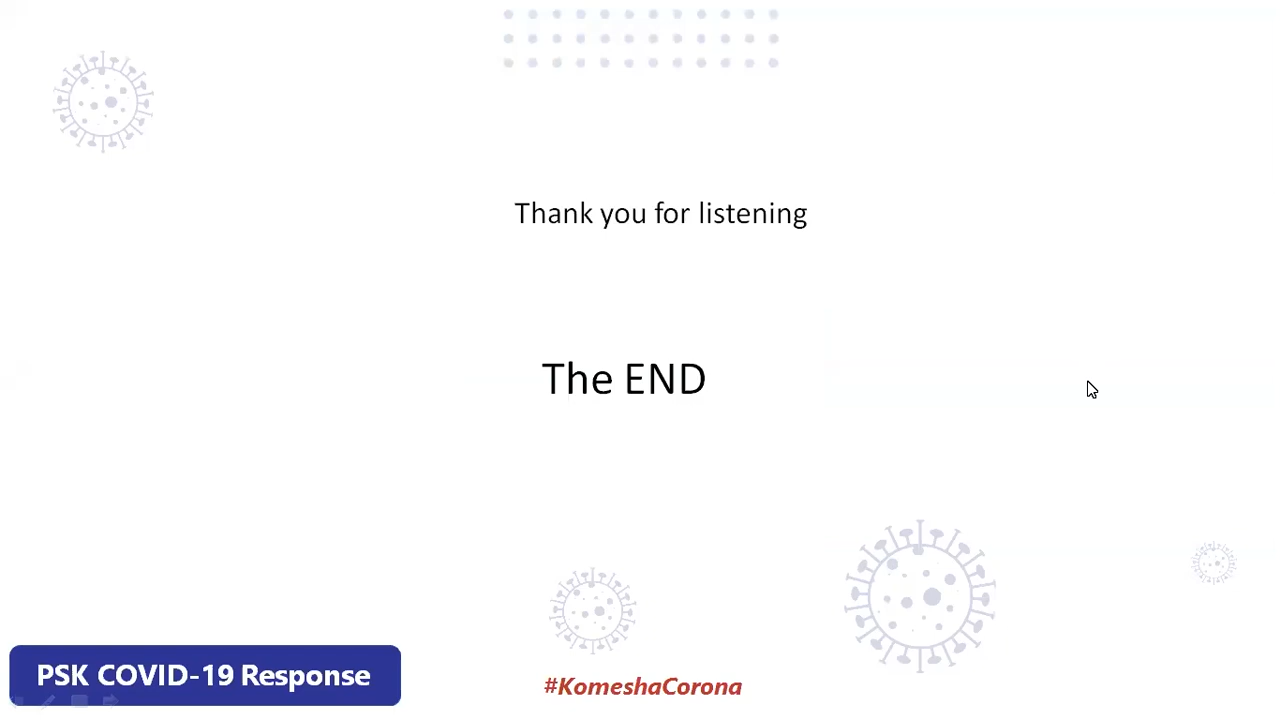 Thank you for listening
The END
PSK COVID-19 Response
#KomeshaCorona